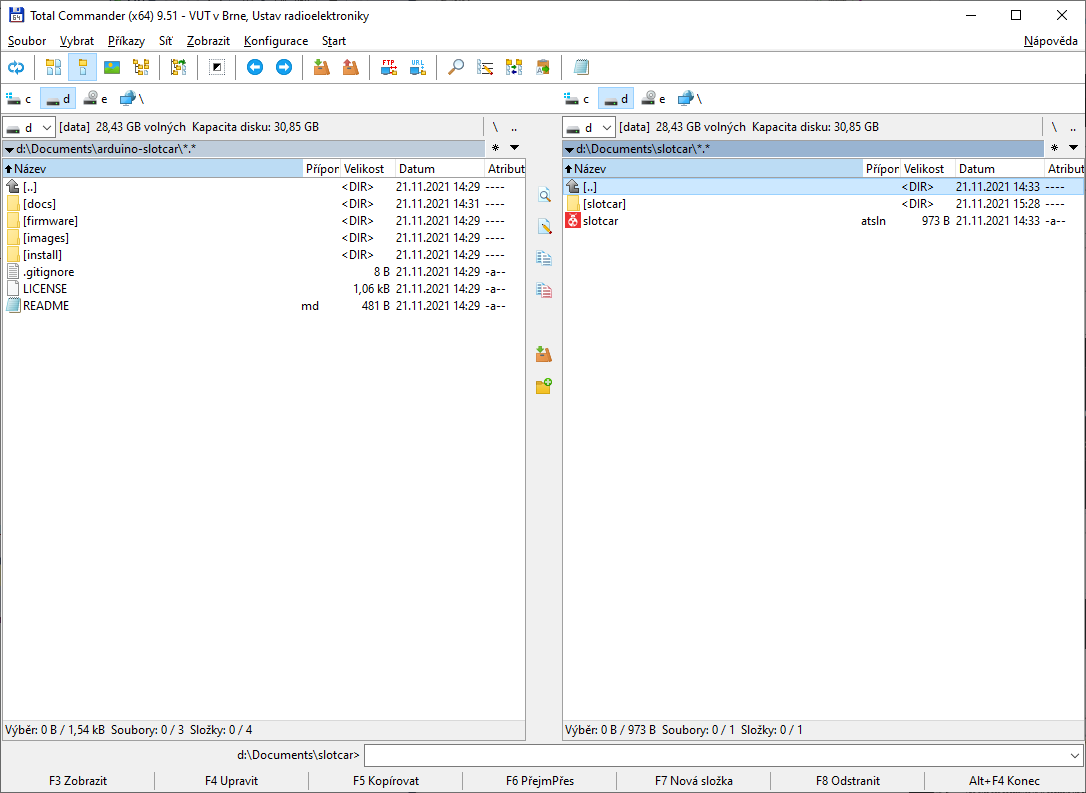 Total Commander (x64) 9.51 - VUT v Brne, Ustav radioelektroniky
Soubor Vybrat Příkazy Síť Zobrazit Konfigurace Start Nápověda
FTP URL
c d e \ c d e \
d [data] 28,43 GB volných Kapacita disku: 30,85 GB \ .. d [data] 28,43 GB volných Kapacita disku: 30,85 GB \ ..
d:\Documents\arduino-slotcar\*.* * d:\Documents\slotcar\*.* *
Název Přípor Velikost Datum Atribut Název Přípor Velikost Datum Atribut
[..] <DIR> 21.11.2021 14:29 ---- [..] <DIR> 21.11.2021 14:33 ----
[docs] <DIR> 21.11.2021 14:31 ---- [slotcar] <DIR> 21.11.2021 15:28 ----
[firmware] <DIR> 21.11.2021 14:29 ---- slotcar atsln 973 B 21.11.2021 14:33 -a--
[images] <DIR> 21.11.2021 14:29 ----
[install] <DIR> 21.11.2021 14:29 ----
.gitignore 8 B 21.11.2021 14:29 -a--
LICENSE 1,06 kB 21.11.2021 14:29 -a--
README md 481 B 21.11.2021 14:29 -a--
Výběr: 0 B / 1,54 kB Soubory: 0 / 3 Složky: 0 / 4 Výběr: 0 B / 973 B Soubory: 0 / 1 Složky: 0 / 1
d:\Documents\slotcar>
F3 Zobrazit F4 Upravit F5 Kopírovat F6 PřejmPřes F7 Nová složka F8 Odstranit Alt+F4 Konec